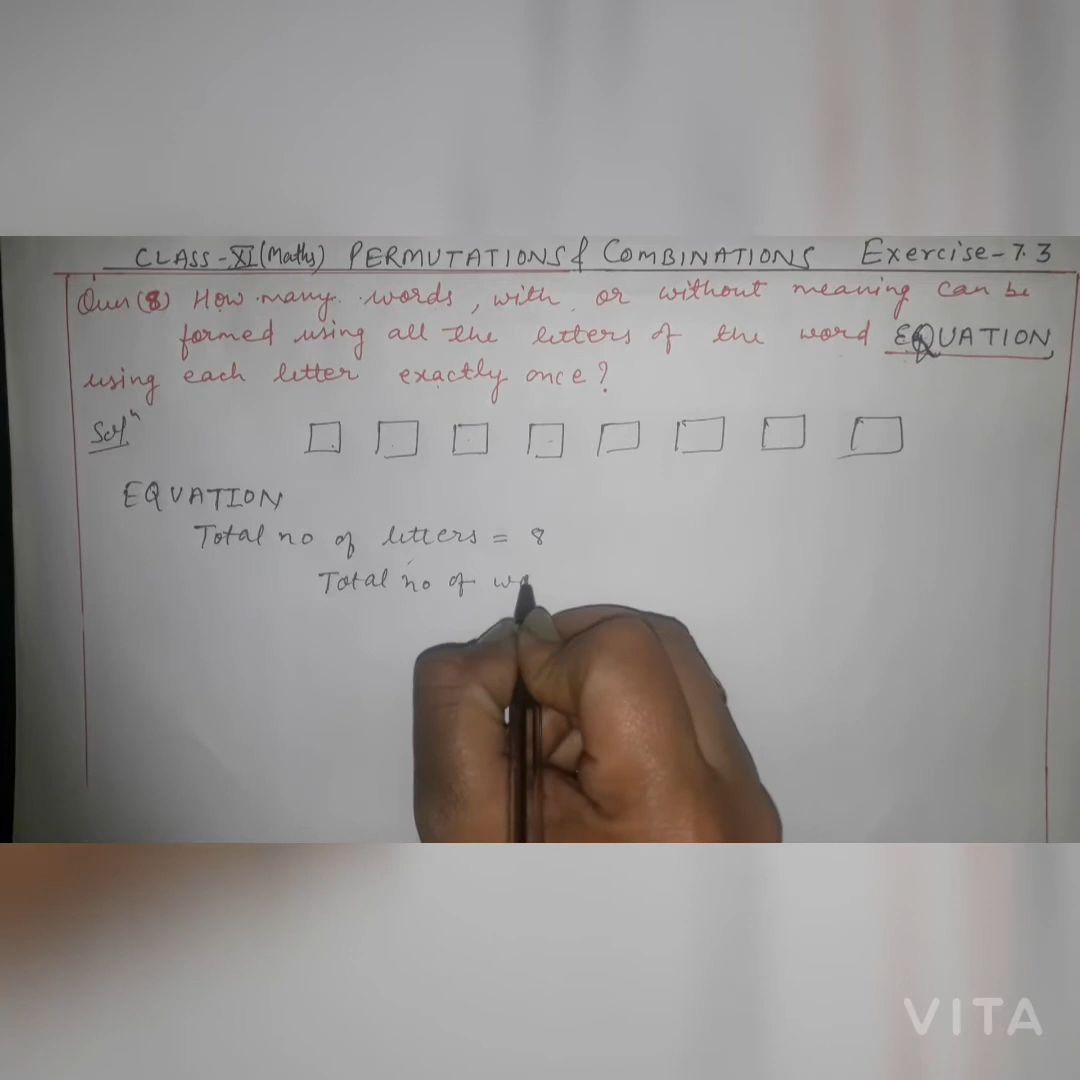 CLASS-XI (Maths) PERMUTATIONS & COMBINATIONS Exercise-7.3
Ques (8) How many words, with or without meaning can be
formed using all the letters of the word EQUATION,
using each letter exactly once?
Solⁿ
EQUATION
Total no of letters = 8
Total no of wo
VITA